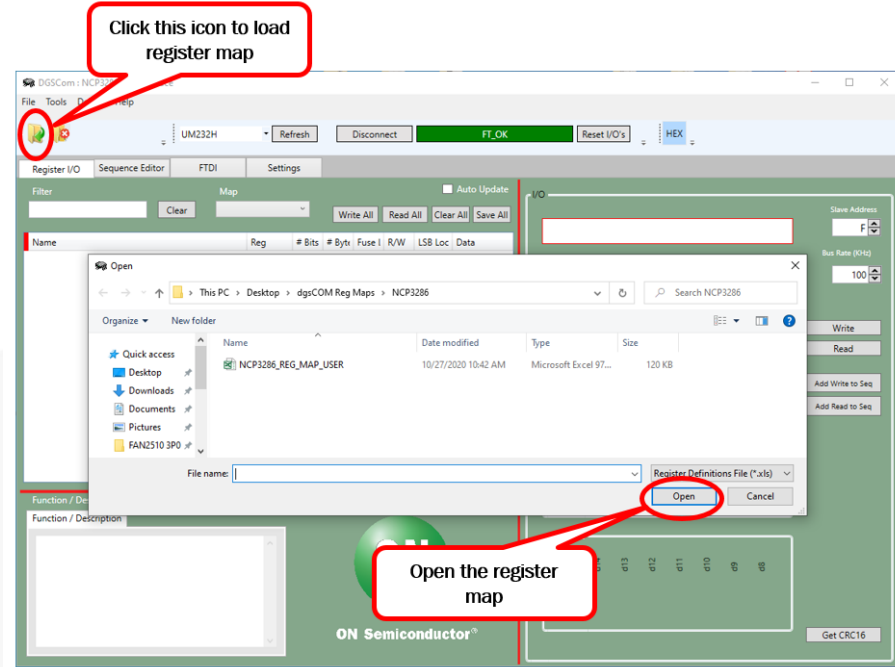 Click this icon to load
register map
DGSCom : NCP3286
File Tools Help
UM232H Refresh Disconnect FT_OK Reset I/O's HEX
Register I/O Sequence Editor FTDI Settings
Filter Map Auto Update
Clear Write All Read All Clear All Save All
Name Reg # Bits # Byte Fuse I R/W LSB Loc Data
I/O
Slave Address
F
Bus Rate (KHz)
100
Write
Read
Add Write to Seq
Add Read to Seq
Open
This PC > Desktop > dgsCOM Reg Maps > NCP3286
Search NCP3286
Organize New folder
Name Date modified Type Size
NCP3286_REG_MAP_USER 10/27/2020 10:42 AM Microsoft Excel 97... 120 KB
Quick access
Desktop
Downloads
Documents
Pictures
FAN2510 3P0
File name:
Register Definitions File (*.xls)
Open Cancel
Function / De
Function / Description
Open the register
map
d13 d12 d11 d10 d9 d8
ON Semiconductor®
Get CRC16